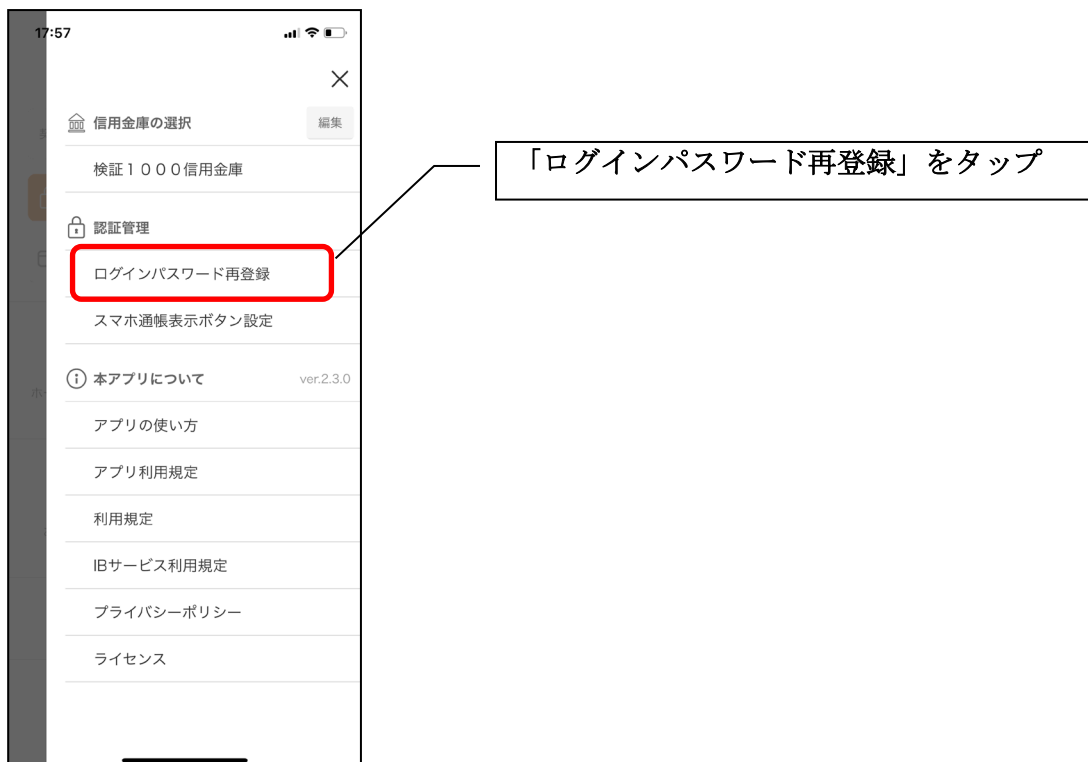 17:57
信用金庫の選択 編集
検証1000信用金庫
「ログインパスワード再登録」をタップ
認証管理
ログインパスワード再登録
スマホ通帳表示ボタン設定
本アプリについて ver.2.3.0
アプリの使い方
アプリ利用規定
利用規定
IBサービス利用規定
プライバシーポリシー
ライセンス